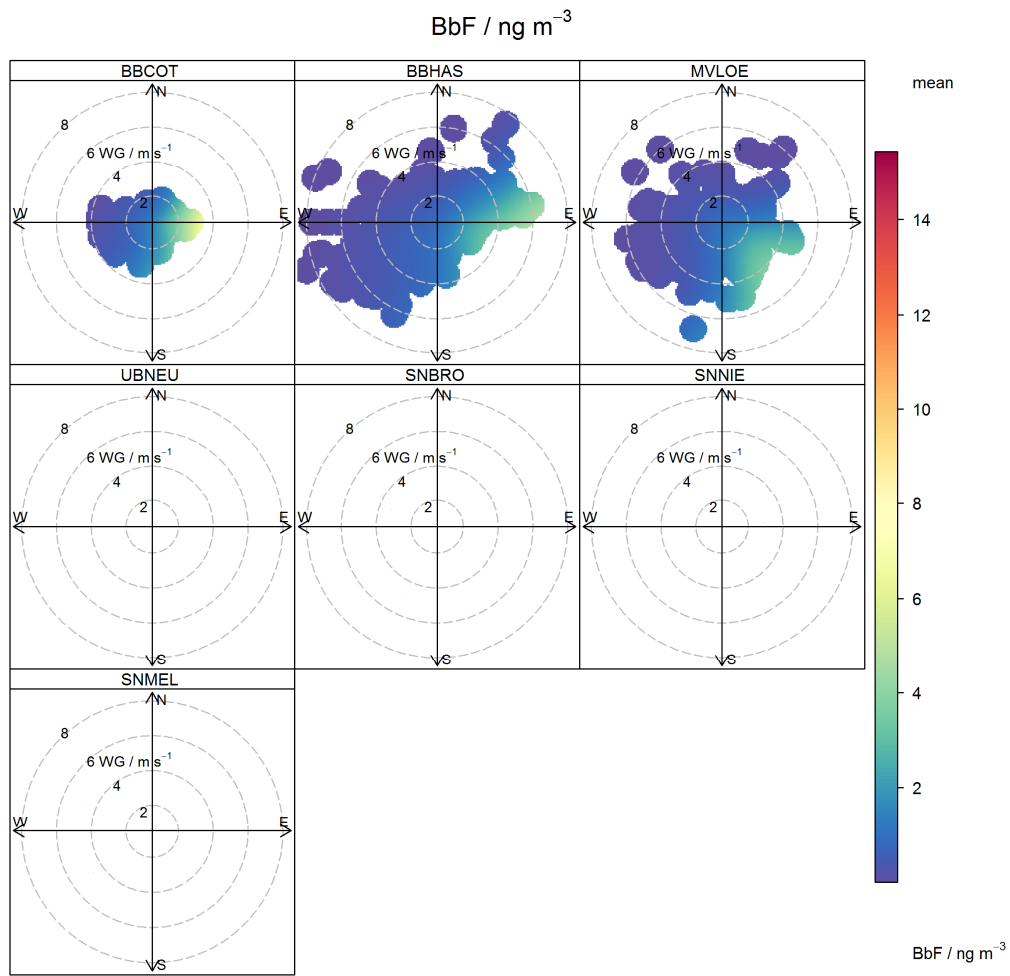 BbF / ng m⁻³
BBCOT BBHAS MVLOE
mean
N N N
8 8 8
6 WG / m s⁻¹ 6 WG / m s⁻¹ 6 WG / m s⁻¹
4 4 4
2 2 2
W E W E W E
S S S
UBNEU SNBRO SNNIE
N N N
8 8 8
6 WG / m s⁻¹ 6 WG / m s⁻¹ 6 WG / m s⁻¹
4 4 4
2 2 2
W E W E W E
S S S
SNMEL
N
8
6 WG / m s⁻¹
4
2
W E
S
14
12
10
8
6
4
2
BbF / ng m⁻³